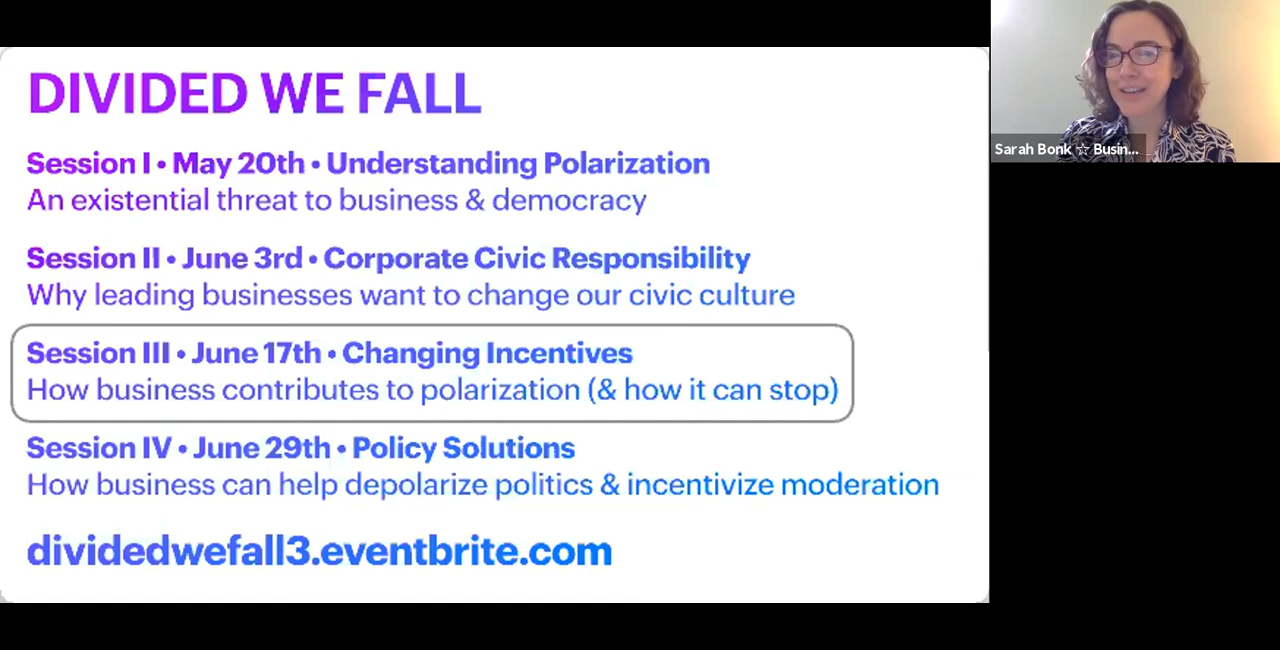 DIVIDED WE FALL
Session I • May 20th • Understanding Polarization
An existential threat to business & democracy
Session II • June 3rd • Corporate Civic Responsibility
Why leading businesses want to change our civic culture
Session III • June 17th • Changing Incentives
How business contributes to polarization (& how it can stop)
Session IV • June 29th • Policy Solutions
How business can help depolarize politics & incentivize moderation
dividedwefall3.eventbrite.com
Sarah Bonk ☆ Busin...